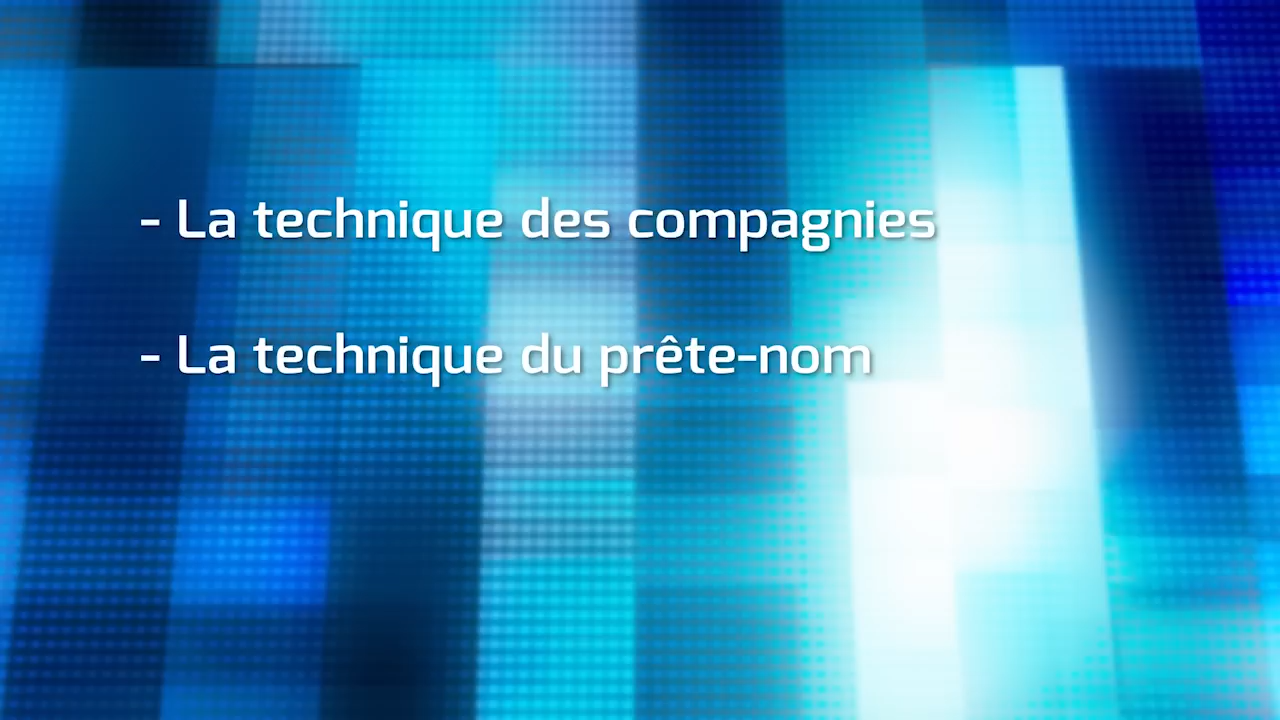 - La technique des compagnies
- La technique du prête-nom